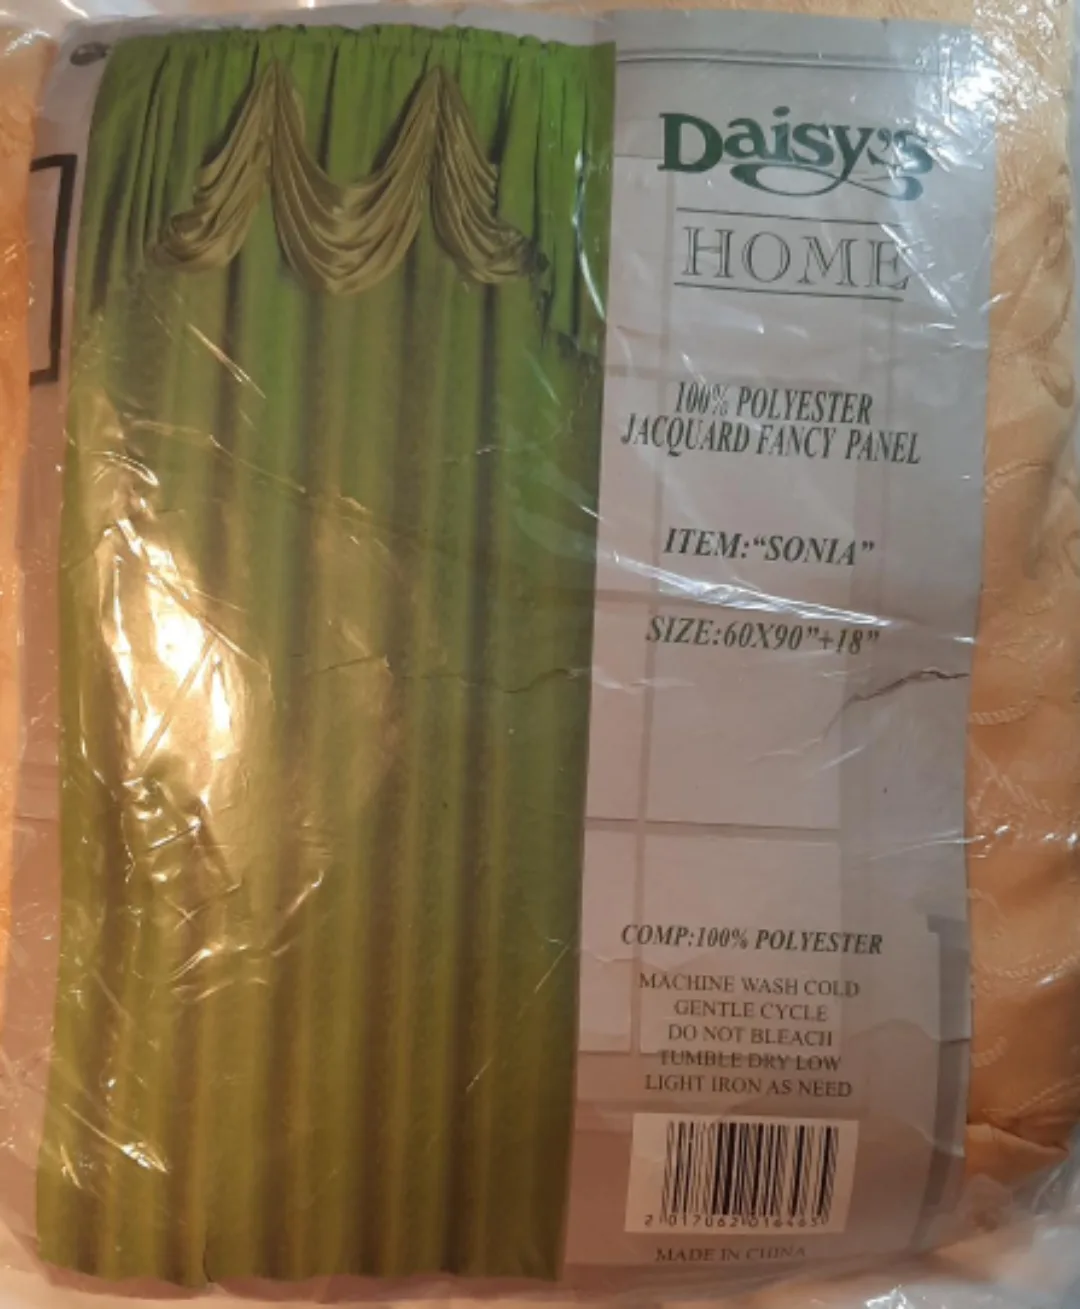 Daisy's
HOME
100% POLYESTER
JACQUARD FANCY PANEL
ITEM:“SONIA”
SIZE:60X90”+18”
COMP:100% POLYESTER
MACHINE WASH COLD
GENTLE CYCLE
DO NOT BLEACH
TUMBLE DRY LOW
LIGHT IRON AS NEED
MADE IN CHINA